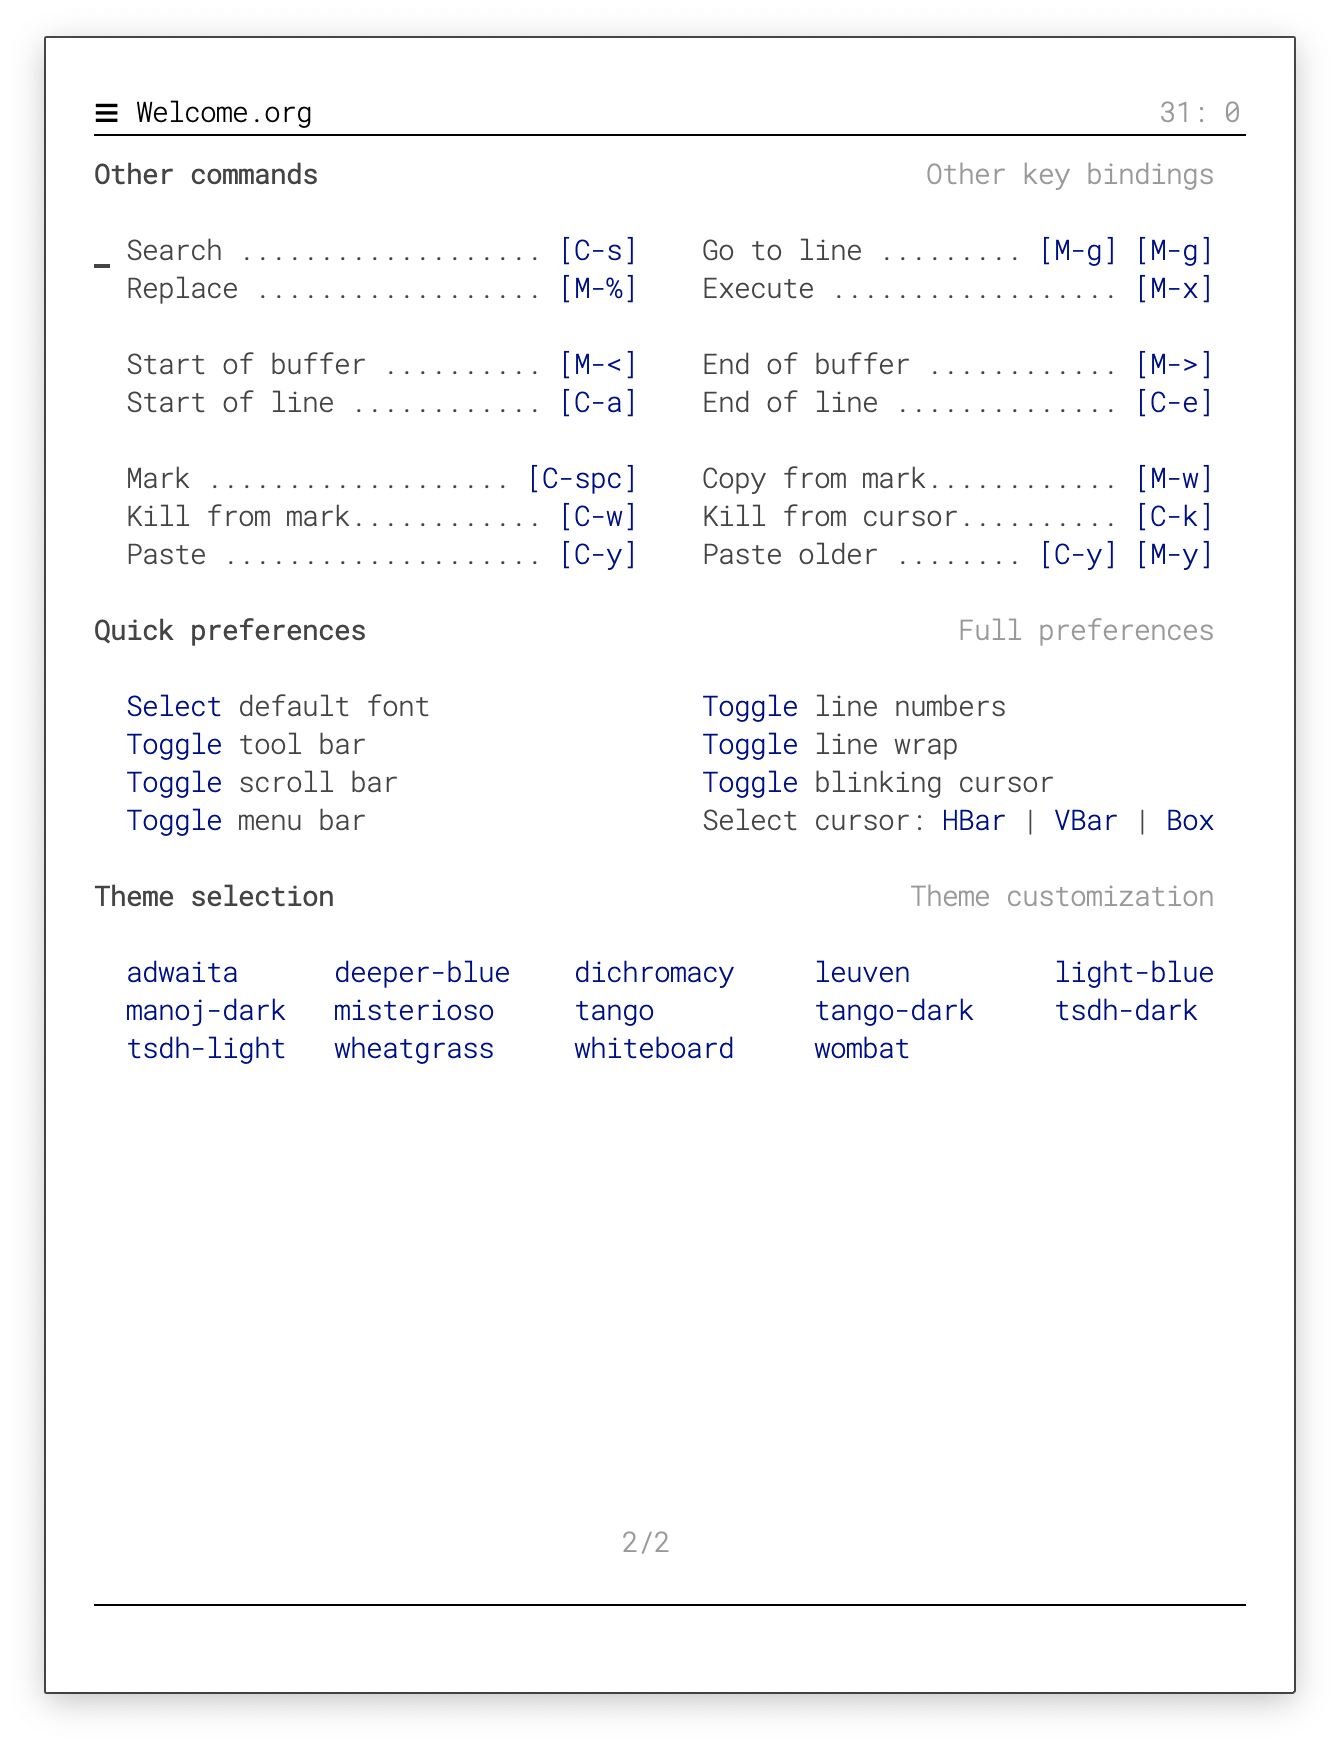 ≡ Welcome.org 31: 0
Other commands Other key bindings
Search ................... [C-s] Go to line ......... [M-g] [M-g]
Replace .................. [M-%] Execute .................. [M-x]
Start of buffer .......... [M-<] End of buffer ............ [M->]
Start of line ............ [C-a] End of line .............. [C-e]
Mark ................... [C-spc] Copy from mark............ [M-w]
Kill from mark............ [C-w] Kill from cursor.......... [C-k]
Paste .................... [C-y] Paste older ........ [C-y] [M-y]
Quick preferences Full preferences
Select default font Toggle line numbers
Toggle tool bar Toggle line wrap
Toggle scroll bar Toggle blinking cursor
Toggle menu bar Select cursor: HBar | VBar | Box
Theme selection Theme customization
adwaita deeper-blue dichromacy leuven light-blue
manoj-dark misterioso tango tango-dark tsdh-dark
tsdh-light wheatgrass whiteboard wombat
2/2